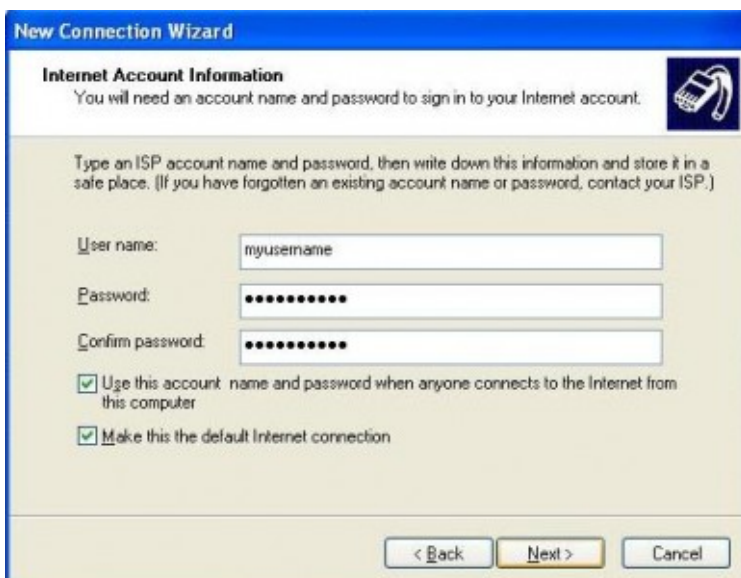 New Connection Wizard
Internet Account Information
You will need an account name and password to sign in to your Internet account.
Type an ISP account name and password, then write down this information and store it in a
safe place. (If you have forgotten an existing account name or password, contact your ISP.)
User name:
myusername
Password:
••••••••••
Confirm password:
••••••••••
Use this account name and password when anyone connects to the Internet from
this computer
Make this the default Internet connection
< Back
Next >
Cancel